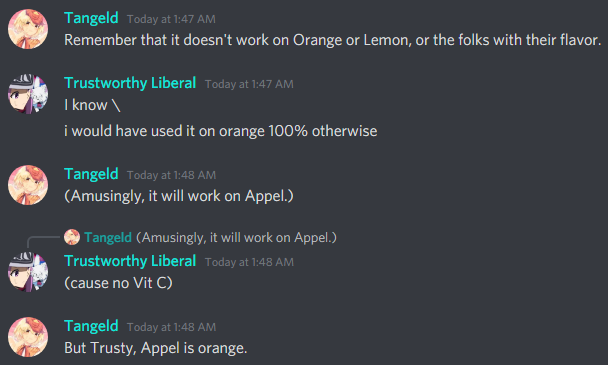 Tangeld Today at 1:47 AM
Remember that it doesn't work on Orange or Lemon, or the folks with their flavor.
Trustworthy Liberal Today at 1:47 AM
I know \
i would have used it on orange 100% otherwise
Tangeld Today at 1:48 AM
(Amusingly, it will work on Appel.)
Tangeld (Amusingly, it will work on Appel.)
Trustworthy Liberal Today at 1:48 AM
(cause no Vit C)
Tangeld Today at 1:48 AM
But Trusty, Appel is orange.